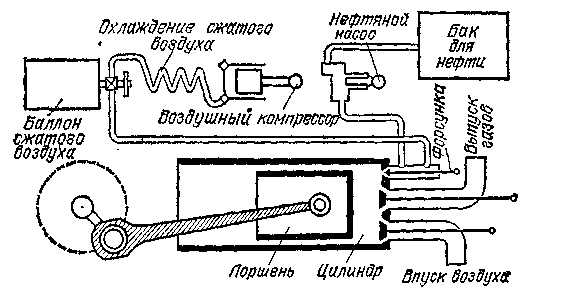 Охлаждение сжатого
воздуха
Нефтяной
насос
Бак
для
нефти
Воздушный компрессор
Баллон
сжатого
воздуха
Форсунка
Выпуск
газов
Поршень
Цилиндр
Впуск воздуха